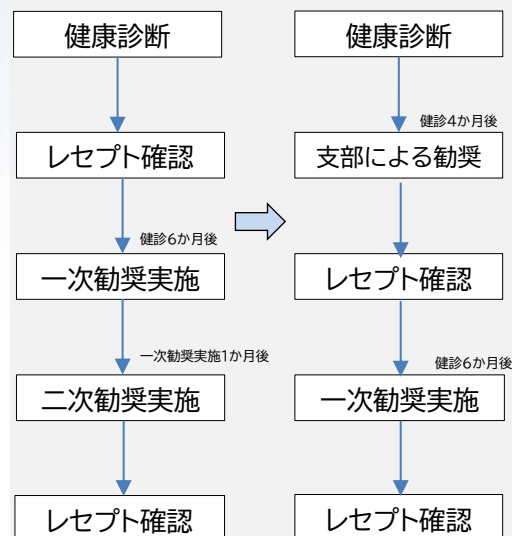 健康診断
レセプト確認
健診6か月後
一次勧奨実施
一次勧奨実施1か月後
二次勧奨実施
レセプト確認
健康診断
健診4か月後
支部による勧奨
レセプト確認
健診6か月後
一次勧奨実施
レセプト確認